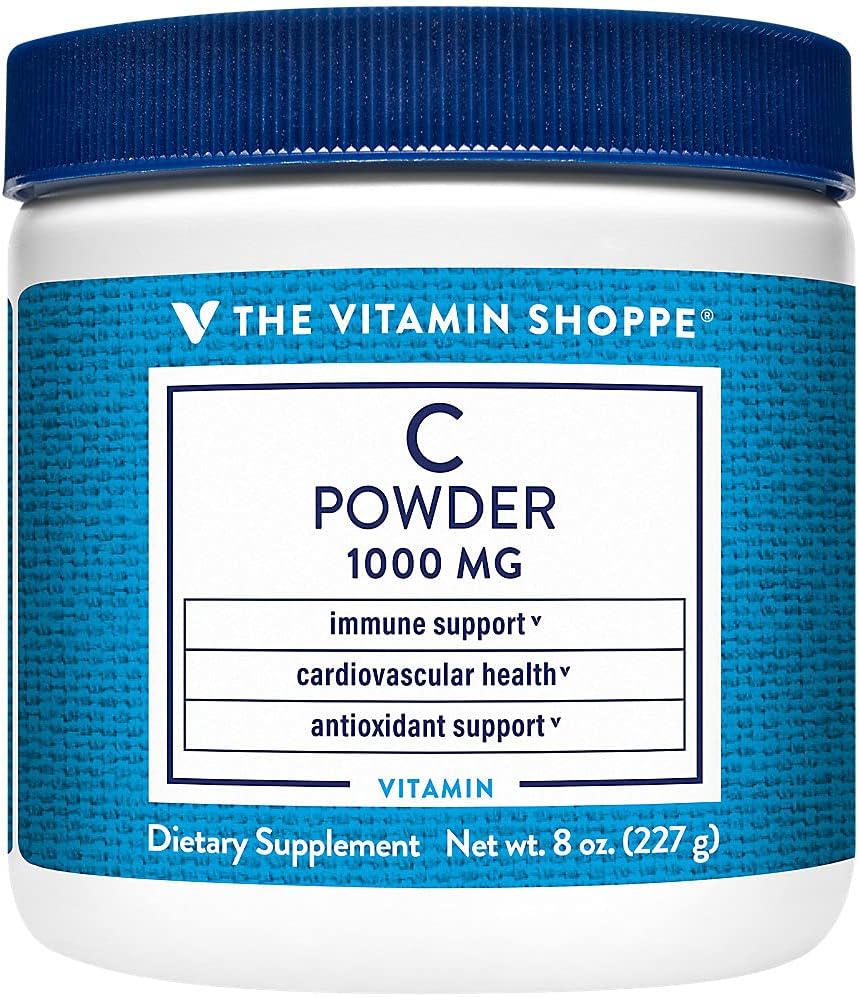 V THE VITAMIN SHOPPE®
C
POWDER
1000 MG
immune support ᵛ
cardiovascular health ᵛ
antioxidant support ᵛ
VITAMIN
Dietary Supplement Net wt. 8 oz. (227 g)